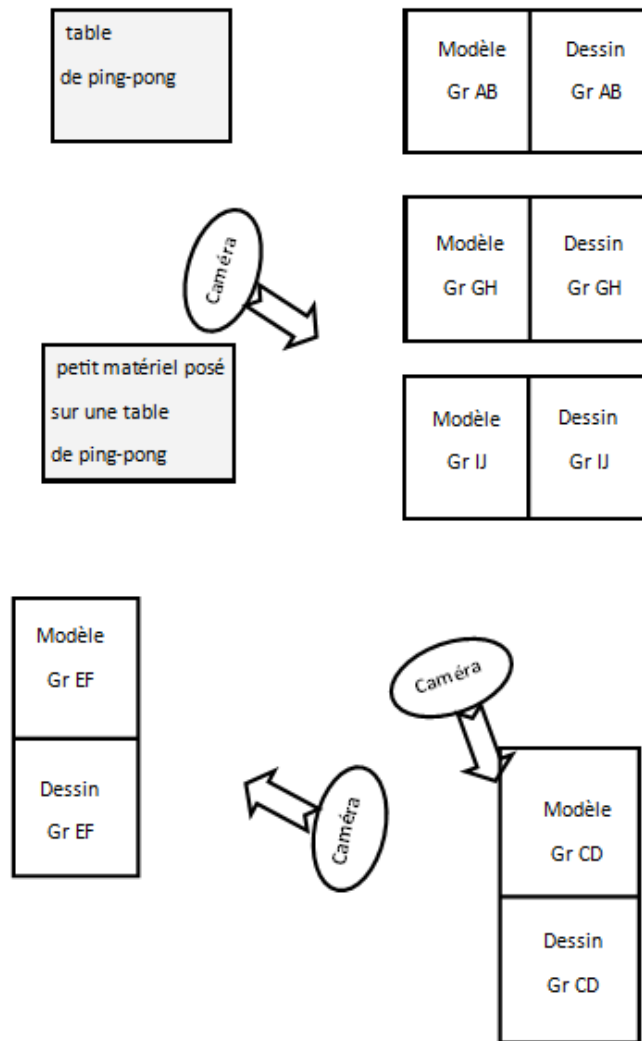 table
de ping-pong
Modèle
Gr AB
Dessin
Gr AB
Caméra
Modèle
Gr GH
Dessin
Gr GH
petit matériel posé
sur une table
de ping-pong
Modèle
Gr IJ
Dessin
Gr IJ
Modèle
Gr EF
Dessin
Gr EF
Caméra
Caméra
Modèle
Gr CD
Dessin
Gr CD